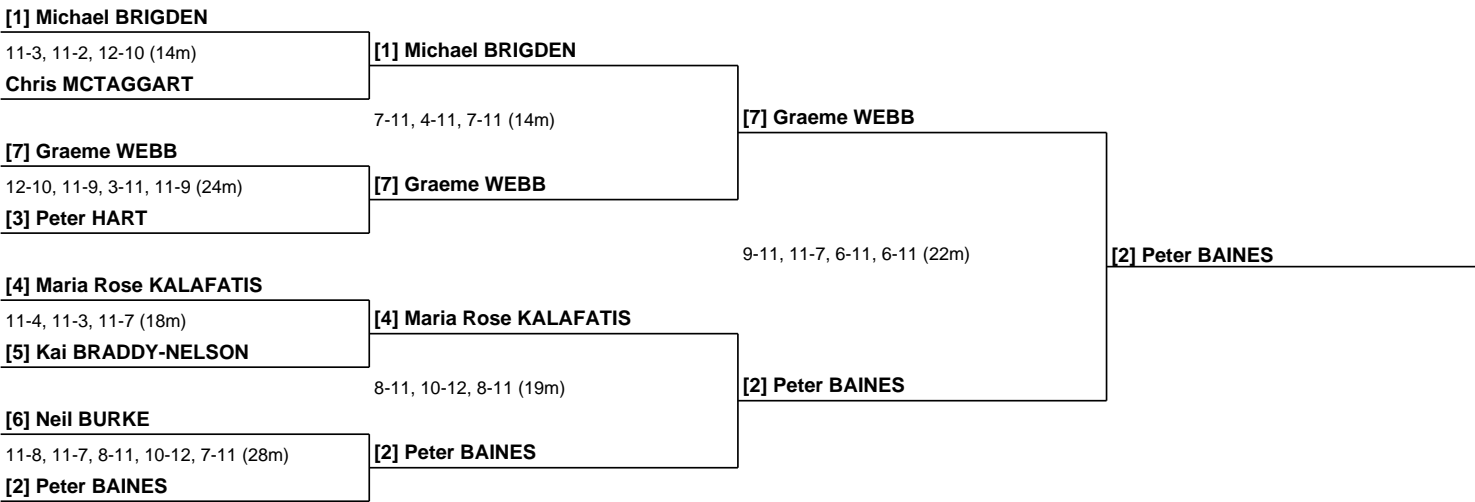 [1] Michael BRIGDEN
11-3, 11-2, 12-10 (14m)
Chris MCTAGGART
[7] Graeme WEBB
12-10, 11-9, 3-11, 11-9 (24m)
[3] Peter HART
[4] Maria Rose KALAFATIS
11-4, 11-3, 11-7 (18m)
[5] Kai BRADDY-NELSON
[6] Neil BURKE
11-8, 11-7, 8-11, 10-12, 7-11 (28m)
[2] Peter BAINES
[1] Michael BRIGDEN
7-11, 4-11, 7-11 (14m)
[7] Graeme WEBB
[4] Maria Rose KALAFATIS
8-11, 10-12, 8-11 (19m)
[2] Peter BAINES
[7] Graeme WEBB
9-11, 11-7, 6-11, 6-11 (22m)
[2] Peter BAINES
[2] Peter BAINES